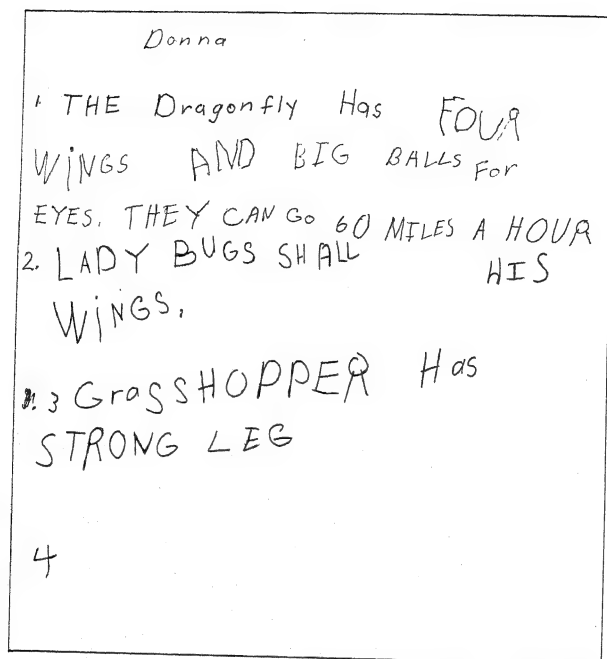 Donna
1. THE Dragonfly Has FOUR
WiNGS AND BIG BALLS For
EYES. THEY CAN Go 60 MILES A HOUR
2. LADY BUGS SHALL HIS
WiNGS.
3 GraSSHOPPER Has
STRONG LEG
4